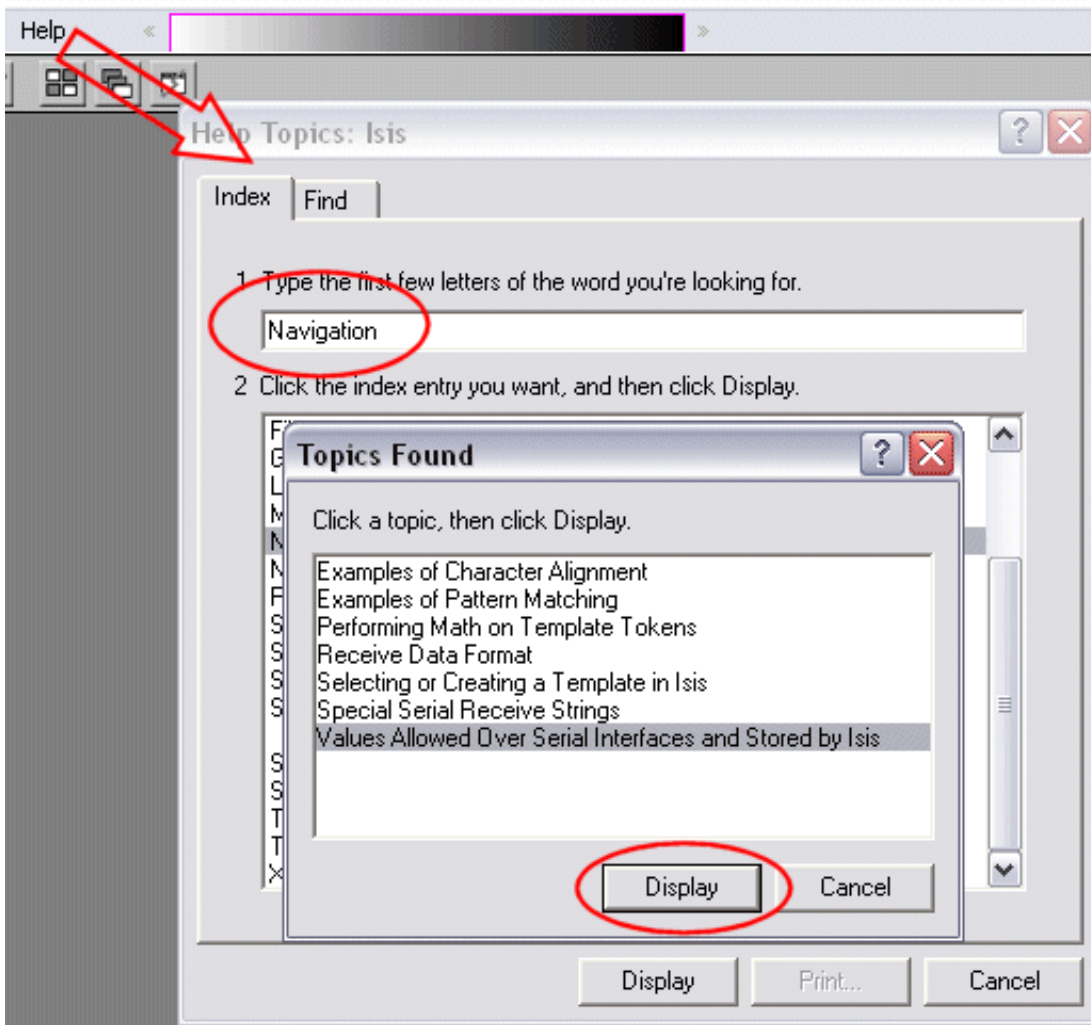 Help « »
Help Topics: Isis
Index Find
1 Type the first few letters of the word you're looking for.
Navigation
2 Click the index entry you want, and then click Display.
Topics Found
Click a topic, then click Display.
Examples of Character Alignment
Examples of Pattern Matching
Performing Math on Template Tokens
Receive Data Format
Selecting or Creating a Template in Isis
Special Serial Receive Strings
Values Allowed Over Serial Interfaces and Stored by Isis
Display Cancel
Display Print... Cancel